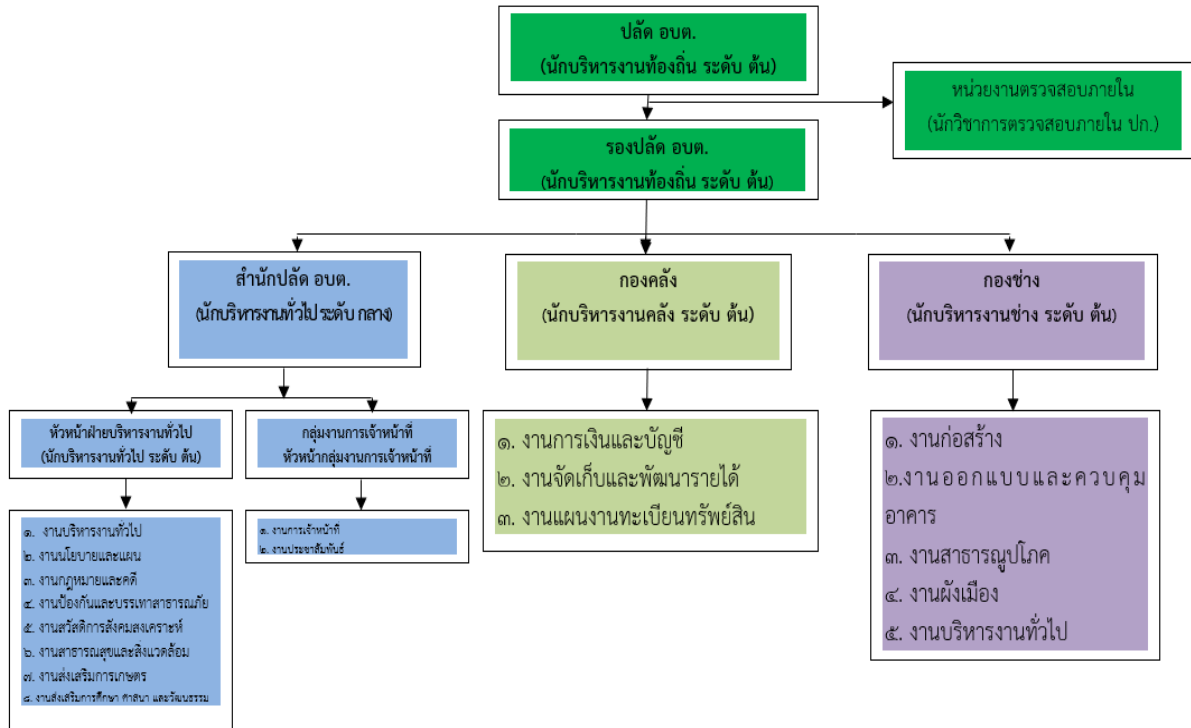 ปลัด อบต.
(นักบริหารงานท้องถิ่น ระดับ ต้น)
หน่วยงานตรวจสอบภายใน
(นักวิชาการตรวจสอบภายใน ปก.)
รองปลัด อบต.
(นักบริหารงานท้องถิ่น ระดับ ต้น)
สำนักปลัด อบต.
(นักบริหารงานทั่วไป ระดับ กลาง)
กองคลัง
(นักบริหารงานคลัง ระดับ ต้น)
กองช่าง
(นักบริหารงานช่าง ระดับ ต้น)
หัวหน้าฝ่ายบริหารงานทั่วไป
(นักบริหารงานทั่วไป ระดับ ต้น)
กลุ่มงานการเจ้าหน้าที่
หัวหน้ากลุ่มงานการเจ้าหน้าที่
๑. งานบริหารงานทั่วไป
๒. งานนโยบายและแผน
๓. งานกฎหมายและคดี
๔. งานป้องกันและบรรเทาสาธารณภัย
๕. งานสวัสดิการสังคมสงเคราะห์
๖. งานสาธารณสุขและสิ่งแวดล้อม
๗. งานส่งเสริมการเกษตร
๘. งานส่งเสริมการศึกษา ศาสนา และวัฒนธรรม
๑. งานการเจ้าหน้าที่
๒. งานประชาสัมพันธ์
๑. งานการเงินและบัญชี
๒. งานจัดเก็บและพัฒนารายได้
๓. งานแผนงานทะเบียนทรัพย์สิน
๑. งานก่อสร้าง
๒.งานออกแบบและควบคุม
อาคาร
๓. งานสาธารณูปโภค
๔. งานผังเมือง
๕. งานบริหารงานทั่วไป